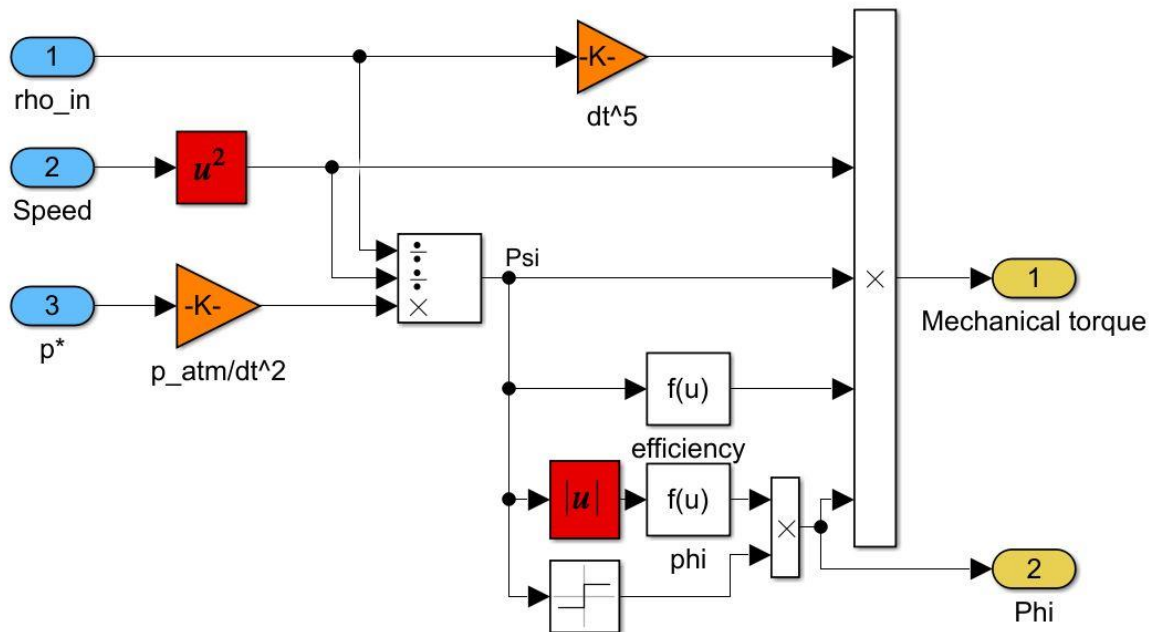 1
rho_in
-K-
dt^5
2
Speed
u²
÷
÷
×
Psi
×
1
Mechanical torque
3
p*
-K-
p_atm/dt^2
f(u)
efficiency
|u|
f(u)
phi
×
2
Phi